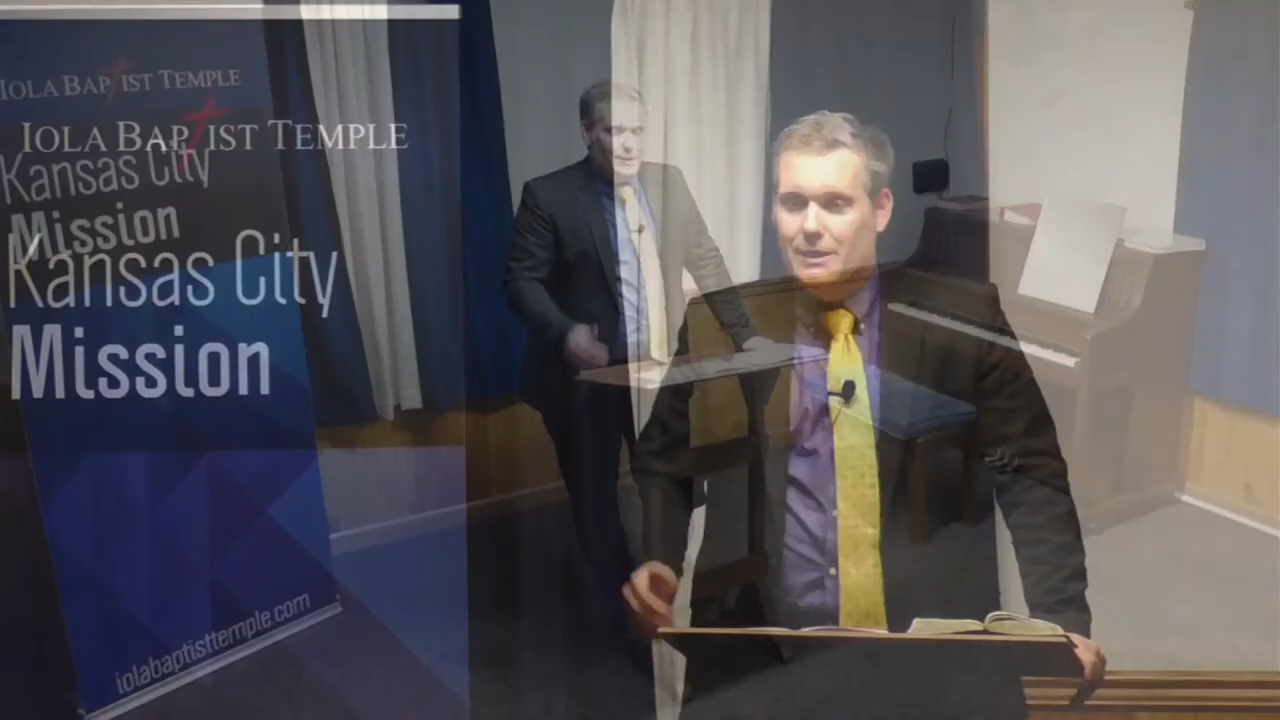 IOLA BAPTIST TEMPLE
IOLA BAPTIST TEMPLE
Kansas City
Mission
Kansas City
Mission
iolabaptisttemple.com